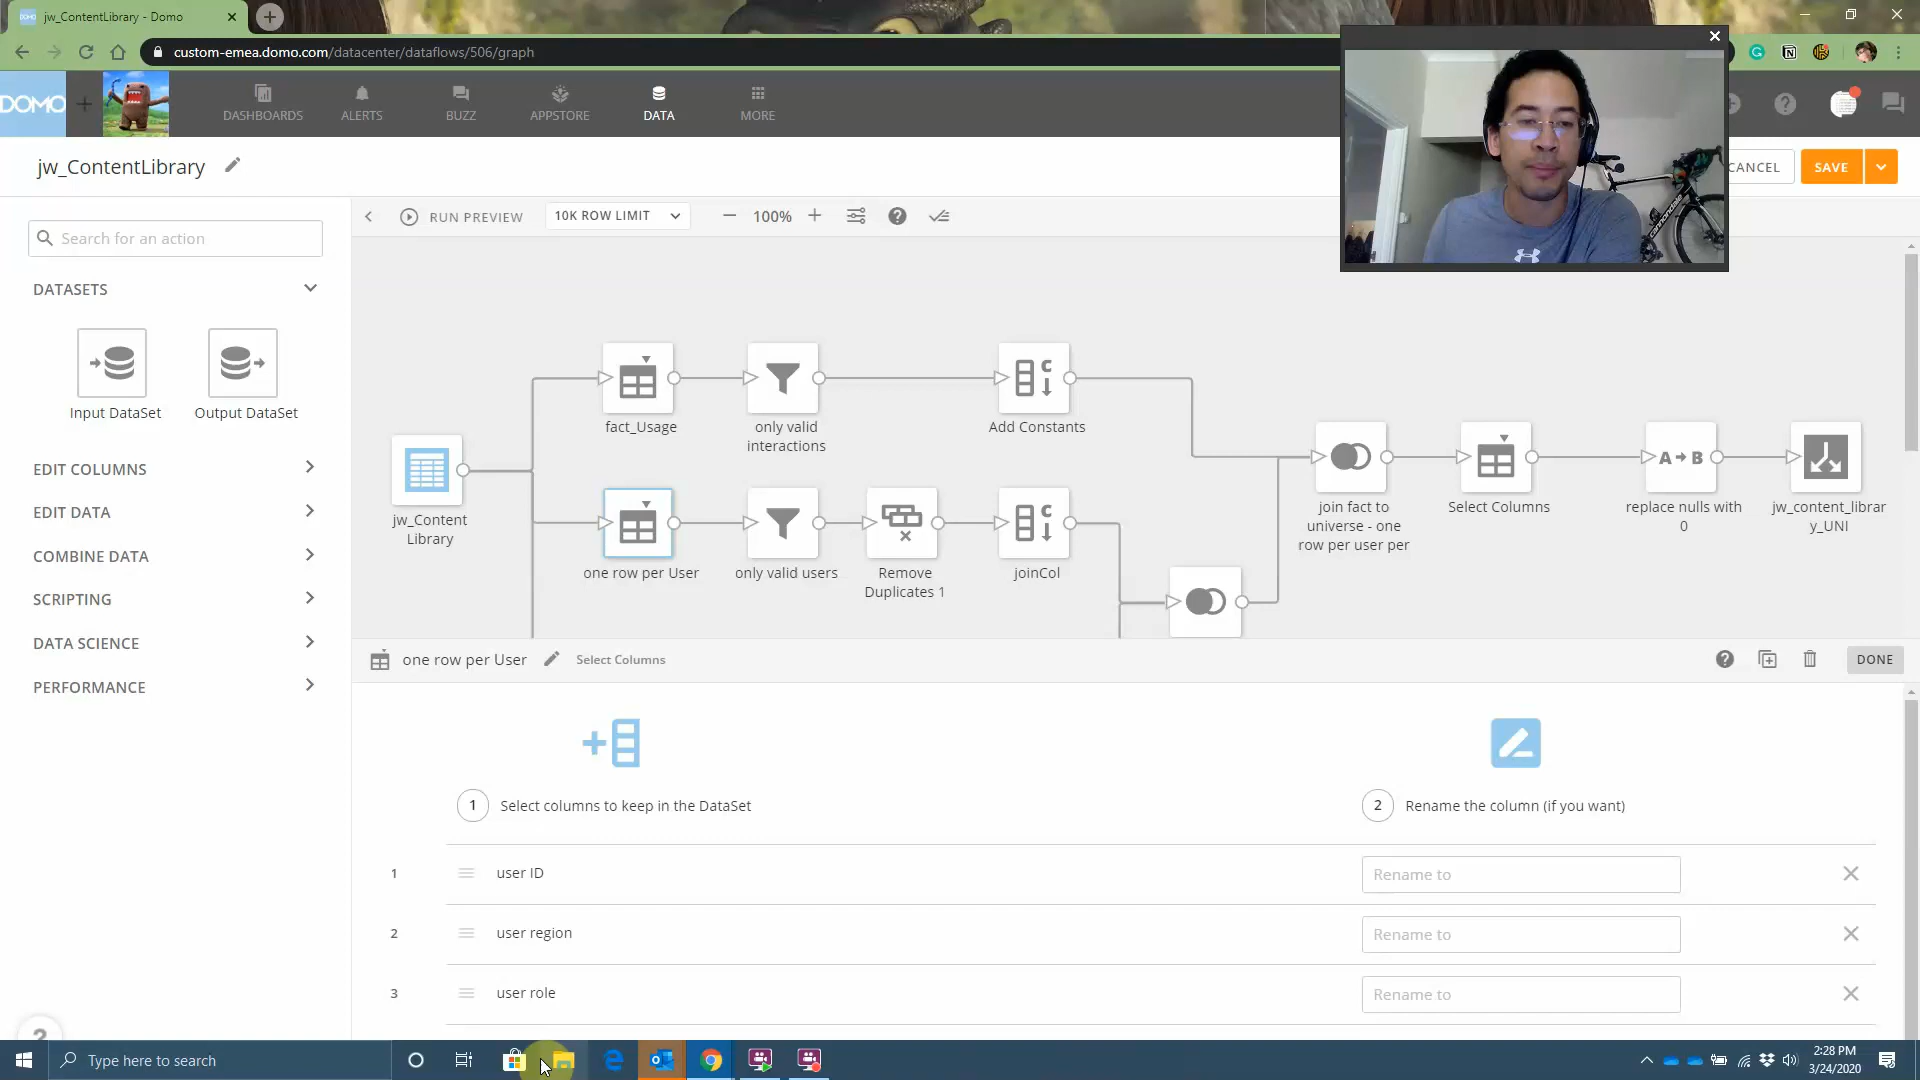 jw_ContentLibrary - Domo
custom-emea.domo.com/datacenter/dataflows/506/graph
DOMO
DASHBOARDS
ALERTS
BUZZ
APPSTORE
DATA
MORE
jw_ContentLibrary
CANCEL
SAVE
RUN PREVIEW
10K ROW LIMIT
100%
Search for an action
DATASETS
Input DataSet
Output DataSet
EDIT COLUMNS
EDIT DATA
COMBINE DATA
SCRIPTING
DATA SCIENCE
PERFORMANCE
fact_Usage
only valid
interactions
Add Constants
C
jw_Content
Library
A B
join fact to
universe - one
row per user per
Select Columns
replace nulls with
0
jw_content_librar
y_UNI
one row per User
only valid users
Remove
Duplicates 1
C
joinCol
one row per User
Select Columns
DONE
1
Select columns to keep in the DataSet
2
Rename the column (if you want)
1
user ID
Rename to
2
user region
Rename to
3
user role
Rename to
Type here to search
2:28 PM
3/24/2020